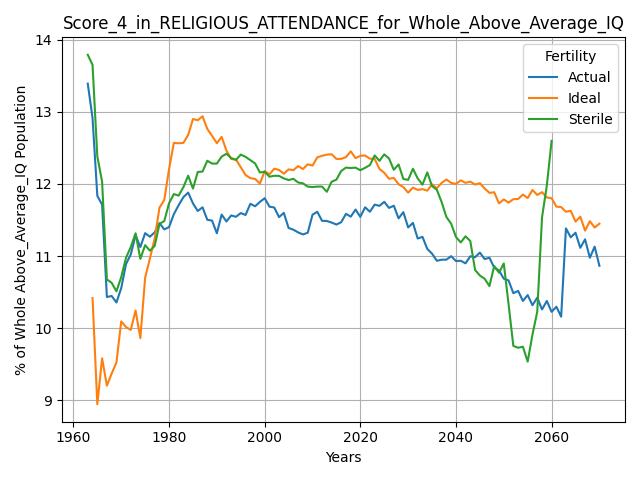 Score_4_in_RELIGIOUS_ATTENDANCE_for_Whole_Above_Average_IQ
14
13
12
11
10
9
% of Whole Above_Average_IQ Population
Fertility
Actual
Ideal
Sterile
1960 1980 2000 2020 2040 2060
Years